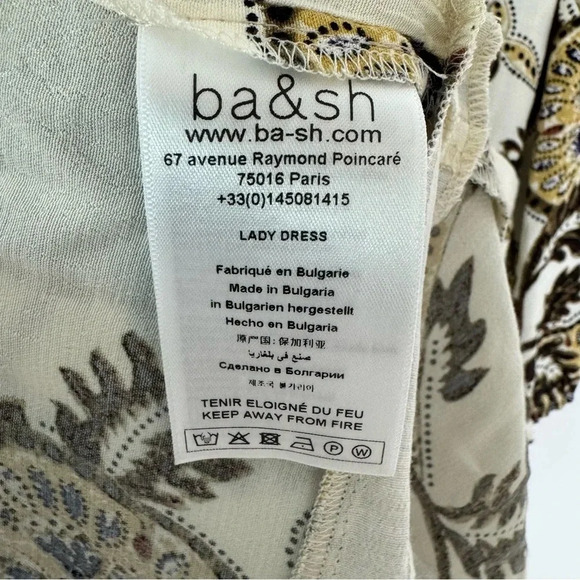 ba&sh
www.ba-sh.com
67 avenue Raymond Poincaré
75016 Paris
+33(0)145081415
LADY DRESS
Fabriqué en Bulgarie
Made in Bulgaria
in Bulgarien hergestellt
Hecho en Bulgaria
原产国: 保加利亚
صنع في بلغاريا
Сделано в Болгарии
제조국 불가리아
TENIR ELOIGNÉ DU FEU
KEEP AWAY FROM FIRE
P W